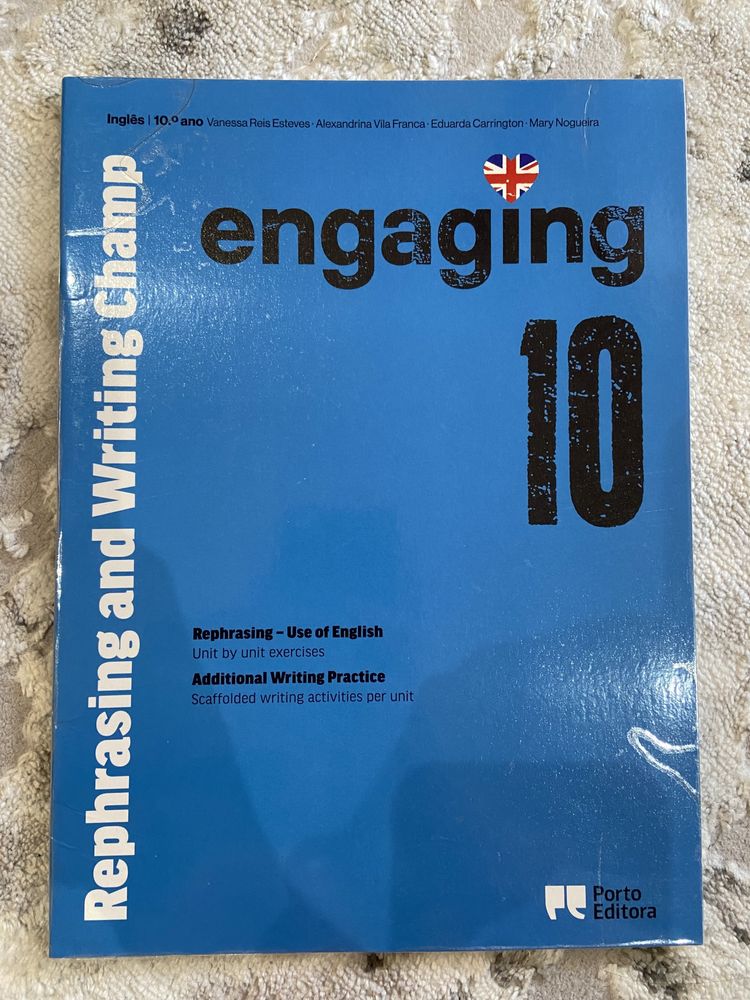 Inglês | 10.º ano Vanessa Reis Esteves · Alexandrina Vila Franca · Eduarda Carrington · Mary Nogueira
engaging
10
Rephrasing and Writing Champ
Rephrasing – Use of English
Unit by unit exercises
Additional Writing Practice
Scaffolded writing activities per unit
Porto
Editora